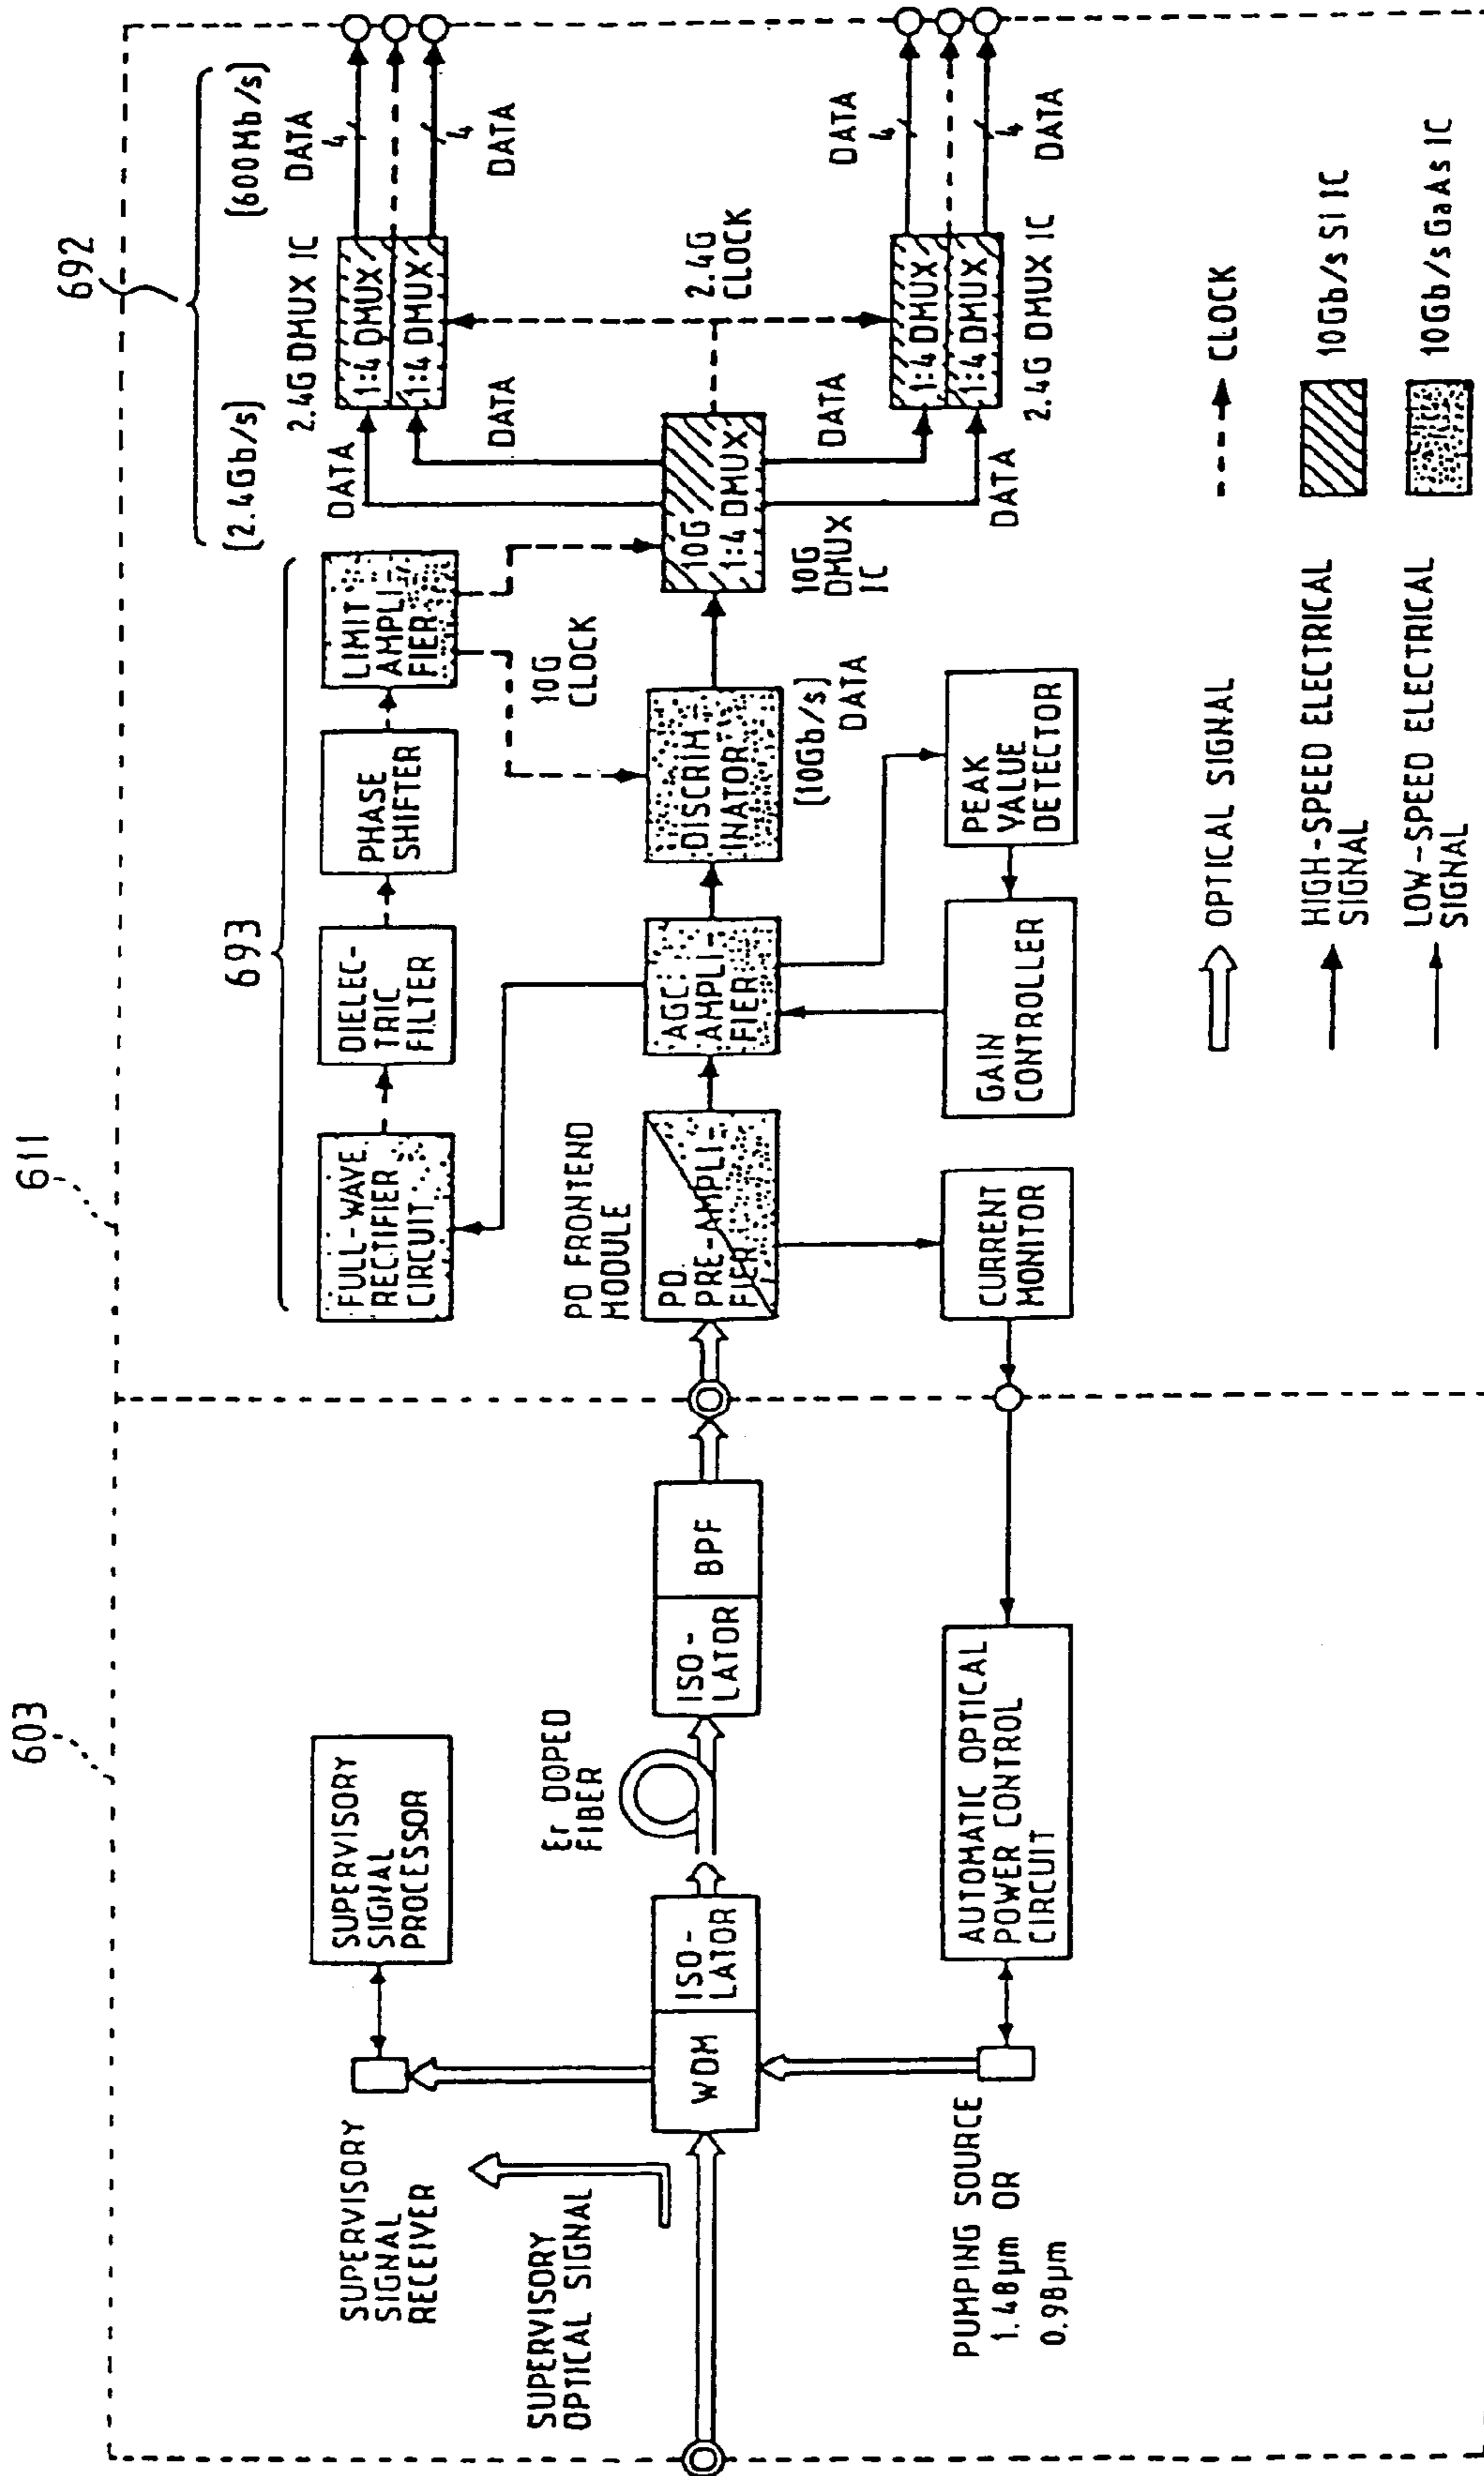 603
611
692
693
[2.4Gb/s]
[600Mb/s]
SUPERVISORY
SIGNAL
PROCESSOR
SUPERVISORY
SIGNAL
RECEIVER
SUPERVISORY
OPTICAL SIGNAL
WDM
ISO-
LATOR
Er DOPED
FIBER
ISO-
LATOR
BPF
PUMPING SOURCE
1.48μm OR
0.98μm
AUTOMATIC OPTICAL
POWER CONTROL
CIRCUIT
FULL-WAVE
RECTIFIER
CIRCUIT
DIELEC-
TRIC
FILTER
PHASE
SHIFTER
LIMIT
AMPLI-
FIER
10G
CLOCK
PD FRONTEND
MODULE
PD
PRE-AMPLI-
FIER
AGC
AMPLI-
FIER
DISCRIM
INATOR
[10Gb/s]
DATA
10G
1:4 DMUX
10G
DMUX
IC
CURRENT
MONITOR
GAIN
CONTROLLER
PEAK
VALUE
DETECTOR
2.4G DMUX IC
1:4 DMUX
1:4 DMUX
DATA
DATA
DATA
4
4
DATA
2.4G
CLOCK
DATA
DATA
1:4 DMUX
1:4 DMUX
2.4G DMUX IC
DATA
4
4
DATA
OPTICAL SIGNAL
HIGH-SPEED ELECTRICAL
SIGNAL
LOW-SPEED ELECTRICAL
SIGNAL
CLOCK
10Gb/s Si IC
10Gb/s GaAs IC